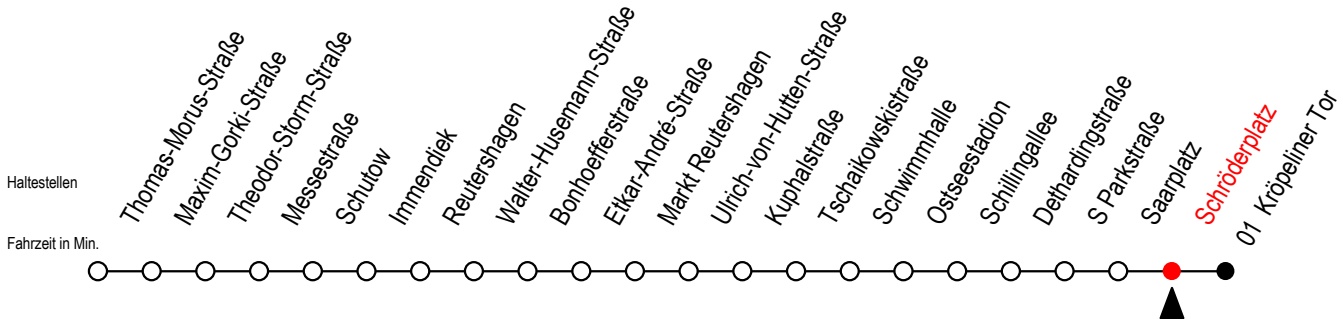 Haltestellen
Fahrzeit in Min.
Thomas-Morus-Straße
Maxim-Gorki-Straße
Theodor-Storm-Straße
Messestraße
Schutow
Immendiek
Reutershagen
Walter-Husemann-Straße
Bonhoefferstraße
Etkar-André-Straße
Markt Reutershagen
Ulrich-von-Hutten-Straße
Kuphalstraße
Tschaikowskistraße
Schwimmhalle
Ostseestadion
Schillingallee
Dethardingstraße
S Parkstraße
Saarplatz
Schröderplatz
01 Kröpeliner Tor